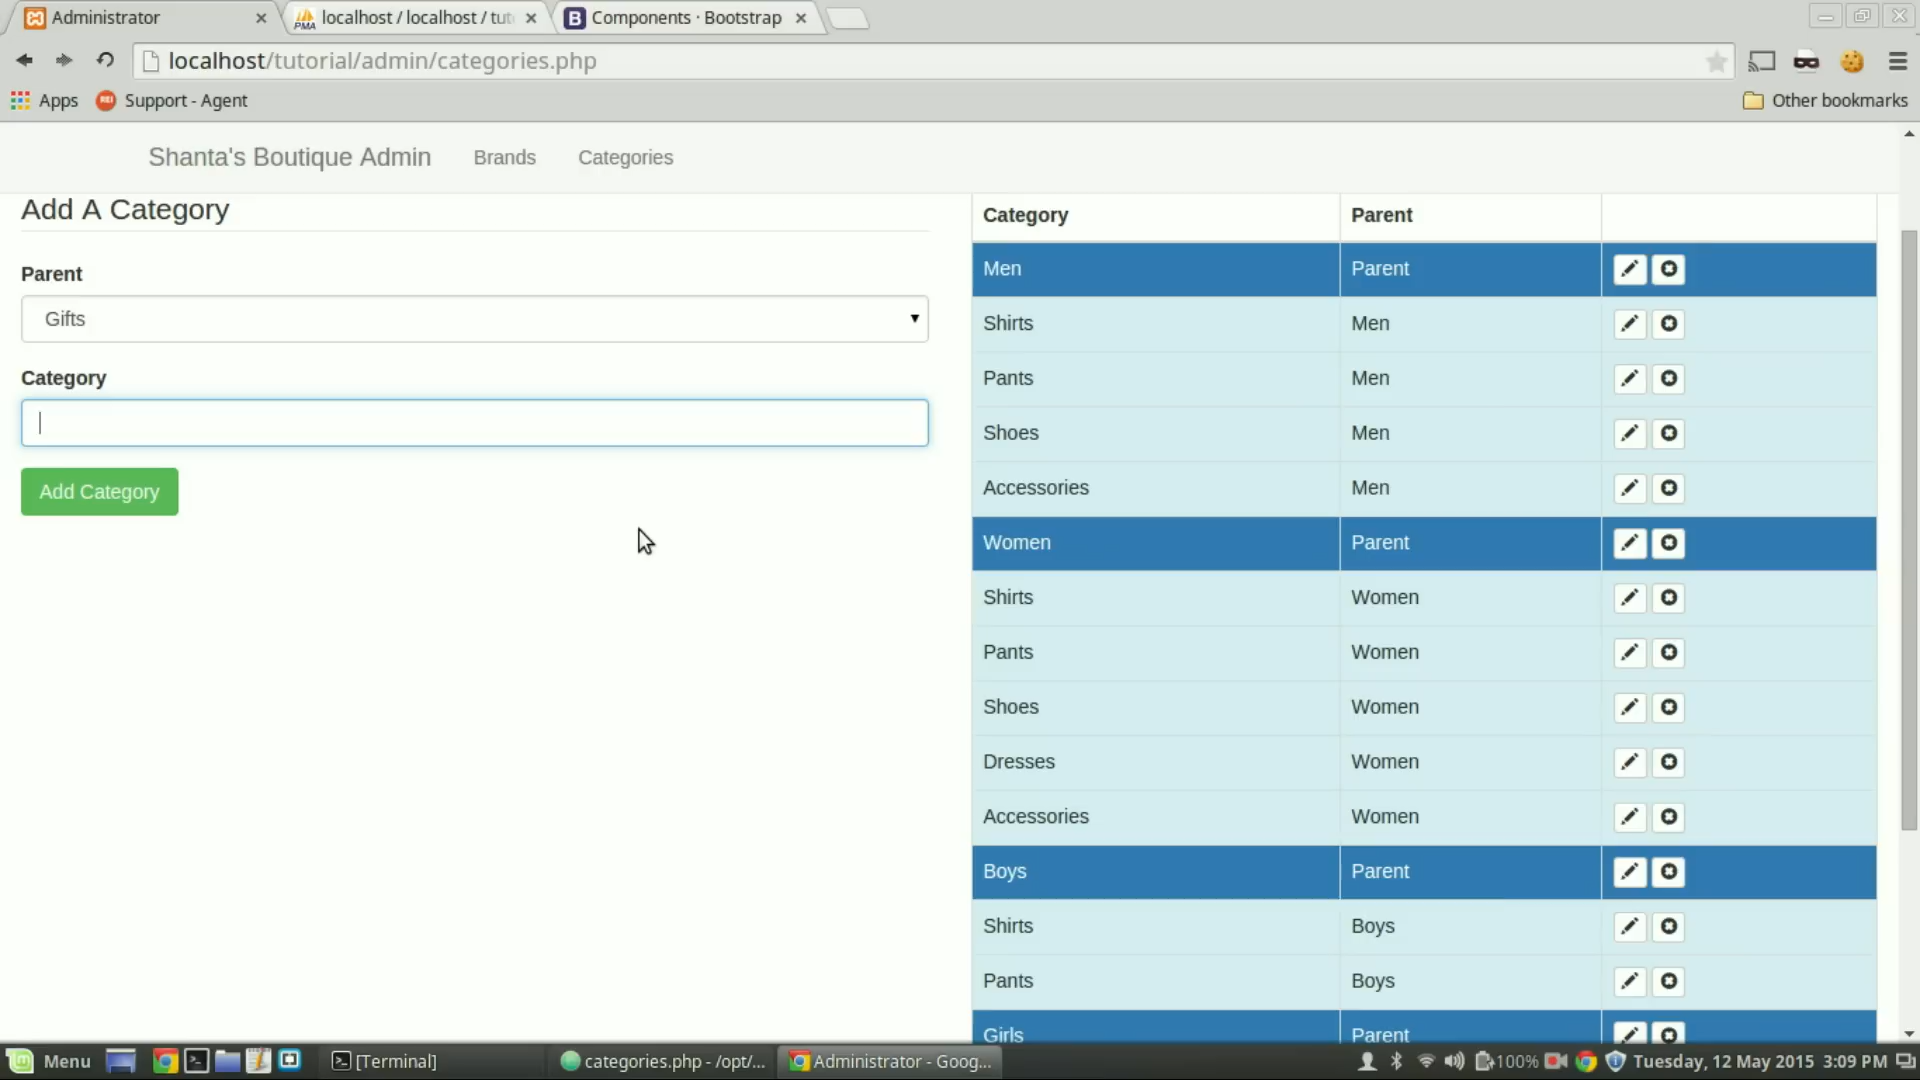 Administrator
localhost / localhost / tut
Components · Bootstrap
localhost/tutorial/admin/categories.php
Apps
Support - Agent
Other bookmarks
Shanta's Boutique Admin
Brands
Categories
Add A Category
Parent
Gifts
Category
Add Category
Category Parent
Men Parent
Shirts Men
Pants Men
Shoes Men
Accessories Men
Women Parent
Shirts Women
Pants Women
Shoes Women
Dresses Women
Accessories Women
Boys Parent
Shirts Boys
Pants Boys
Girls Parent
Menu
[Terminal]
categories.php - /opt/...
Administrator - Goog...
100%
Tuesday, 12 May 2015 3:09 PM